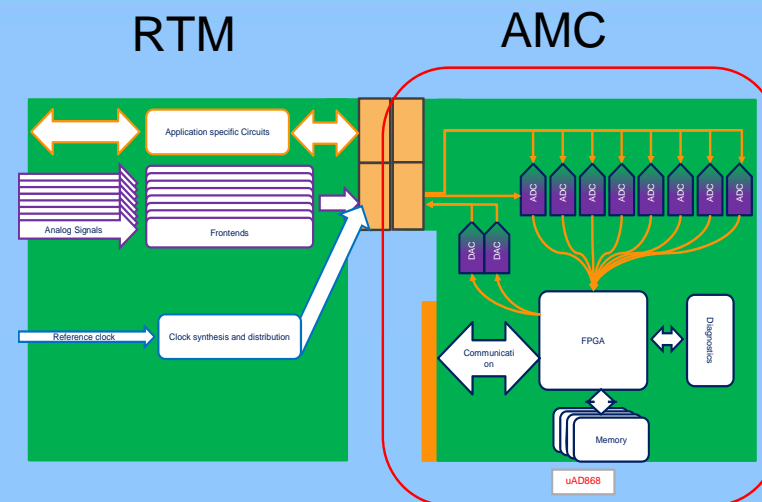 RTM
AMC
Application specific Circuits
Analog Signals
Frontends
Reference clock
Clock synthesis and distribution
ADC
ADC
ADC
ADC
ADC
ADC
ADC
ADC
DAC
DAC
Communicati
on
FPGA
Diagnostics
Memory
uAD868